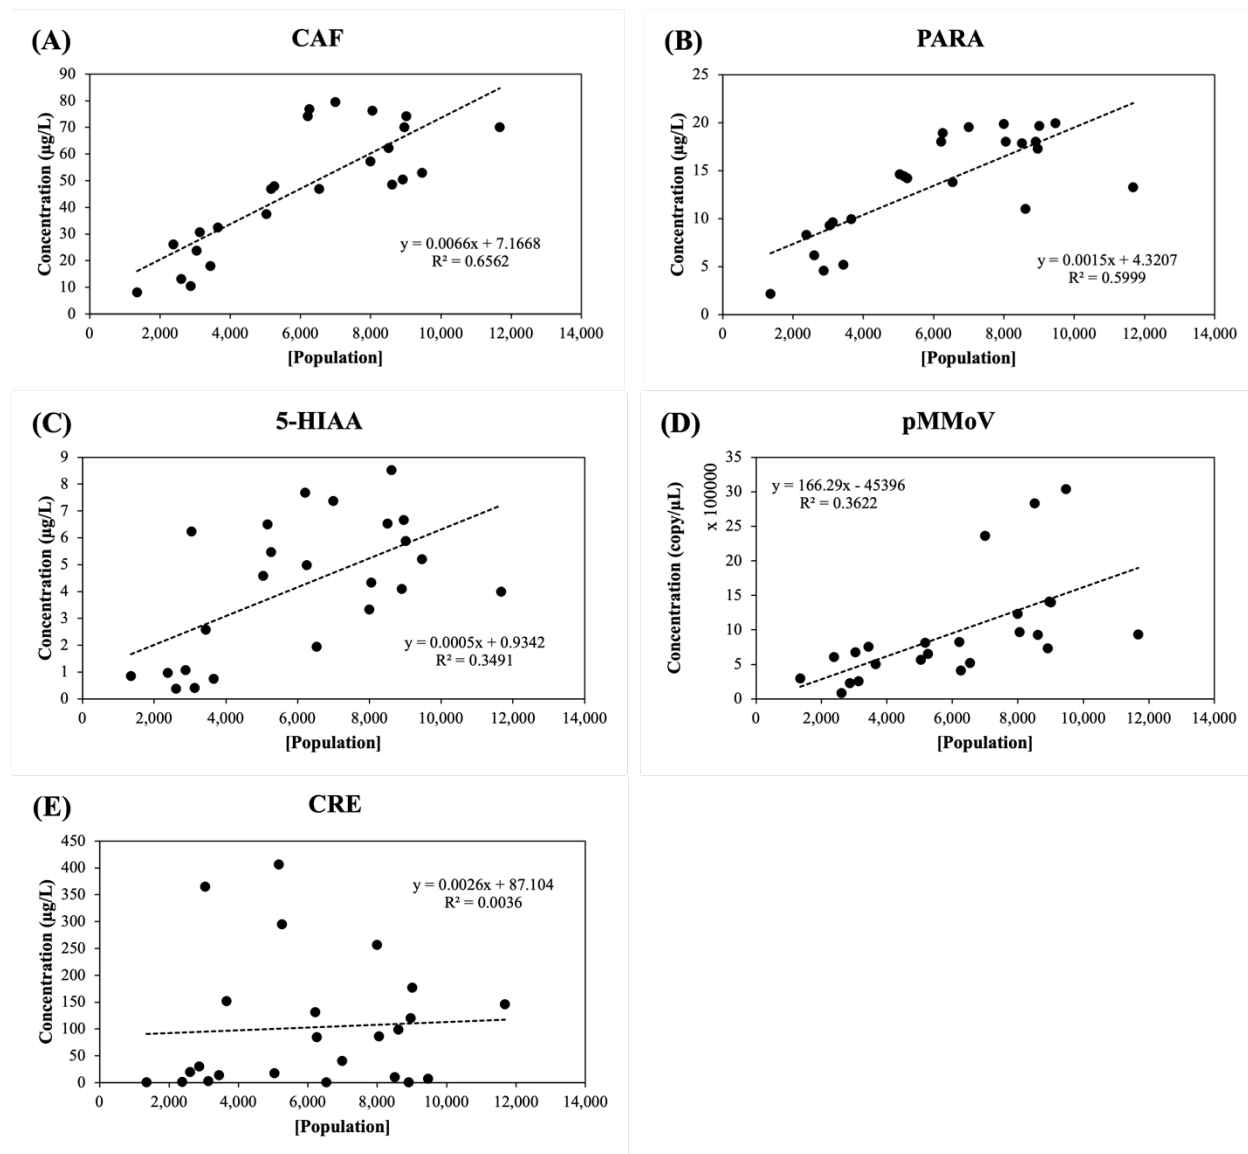 (A)
CAF
Concentration (µg/L)
90
80
70
60
50
40
30
20
10
0
y = 0.0066x + 7.1668
R² = 0.6562
0 2,000 4,000 6,000 8,000 10,000 12,000 14,000
[Population]
(B)
PARA
Concentration (µg/L)
25
20
15
10
5
0
y = 0.0015x + 4.3207
R² = 0.5999
0 2,000 4,000 6,000 8,000 10,000 12,000 14,000
[Population]
(C)
5-HIAA
Concentration (µg/L)
9
8
7
6
5
4
3
2
1
0
y = 0.0005x + 0.9342
R² = 0.3491
0 2,000 4,000 6,000 8,000 10,000 12,000 14,000
[Population]
(D)
pMMoV
Concentration (copy/µL)
x 100000
35
30
25
20
15
10
5
0
y = 166.29x - 45396
R² = 0.3622
0 2,000 4,000 6,000 8,000 10,000 12,000 14,000
[Population]
(E)
CRE
Concentration (µg/L)
450
400
350
300
250
200
150
100
50
0
y = 0.0026x + 87.104
R² = 0.0036
0 2,000 4,000 6,000 8,000 10,000 12,000 14,000
[Population]